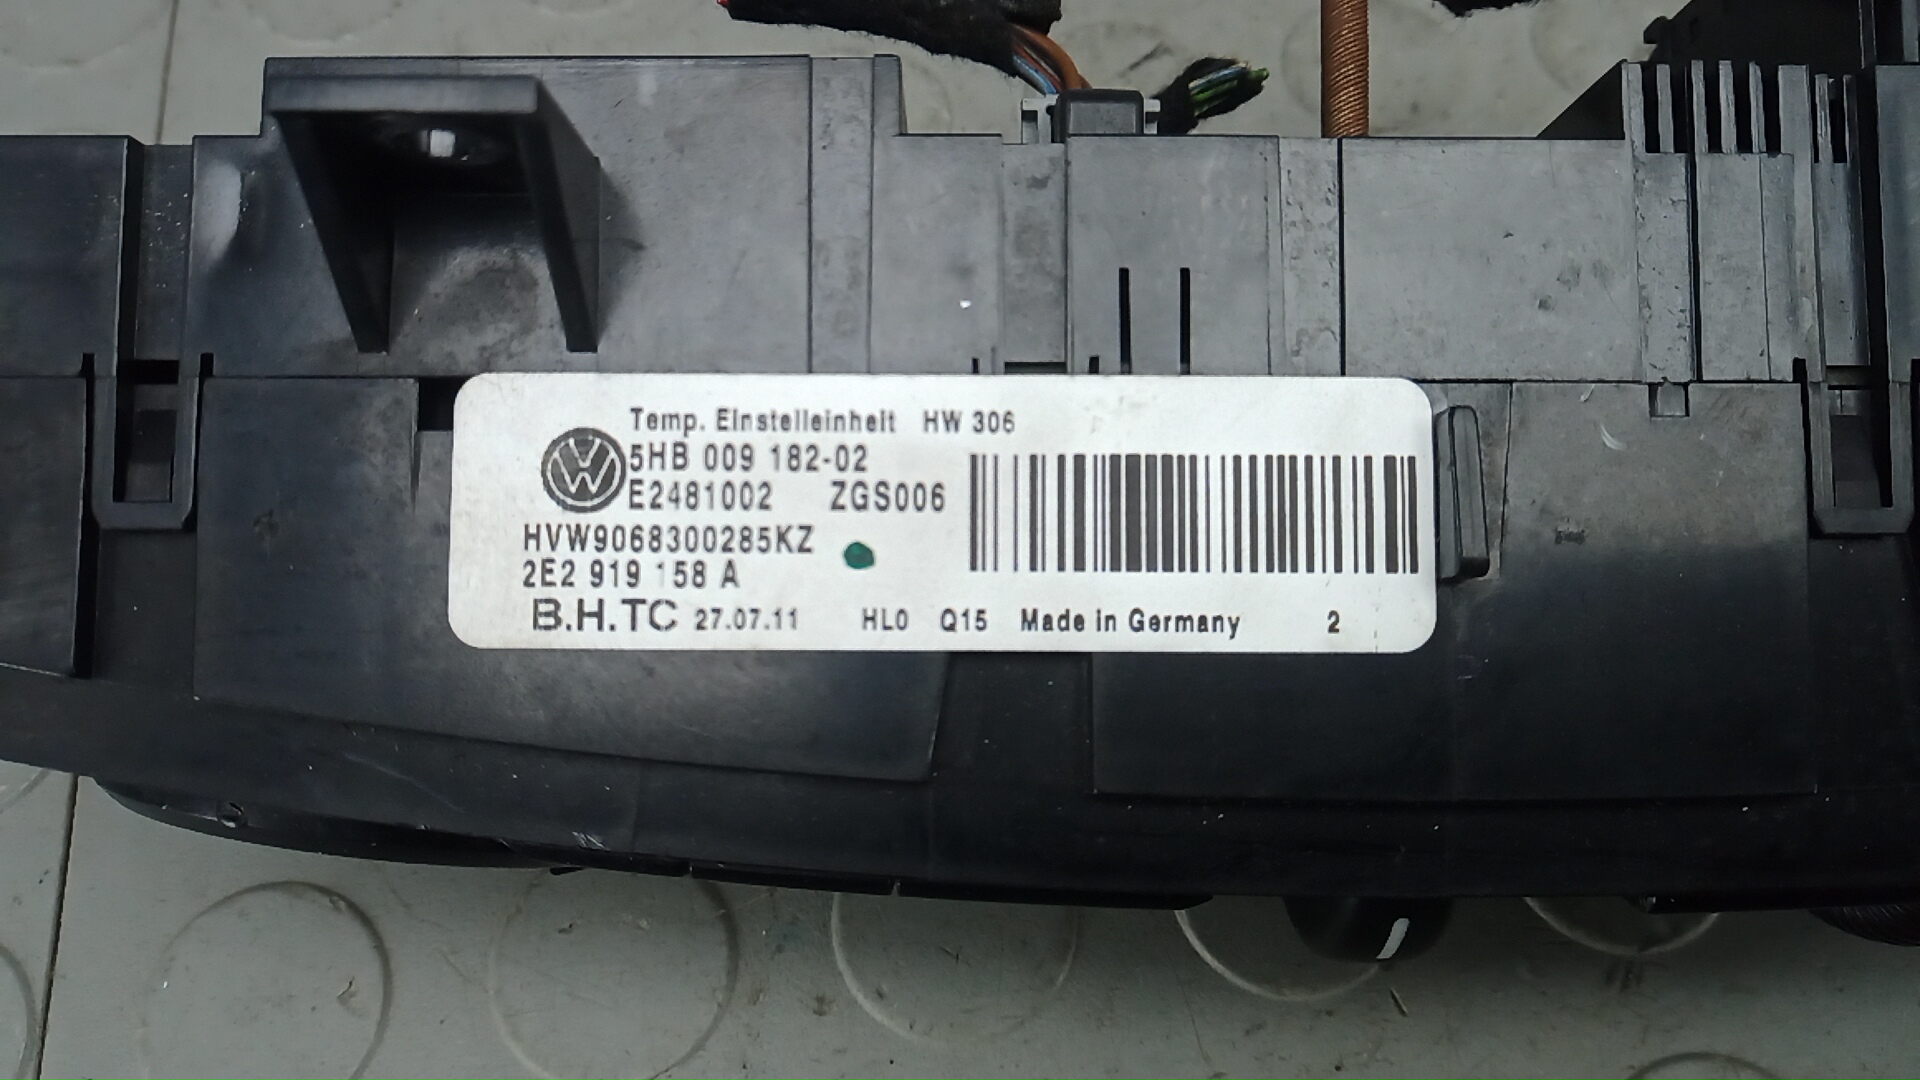 Temp. Einstelleinheit HW 306
5HB 009 182-02
E2481002 ZGS006
HVW9068300285KZ
2E2 919 158 A
B.H.TC 27.07.11 HL0 Q15 Made in Germany 2